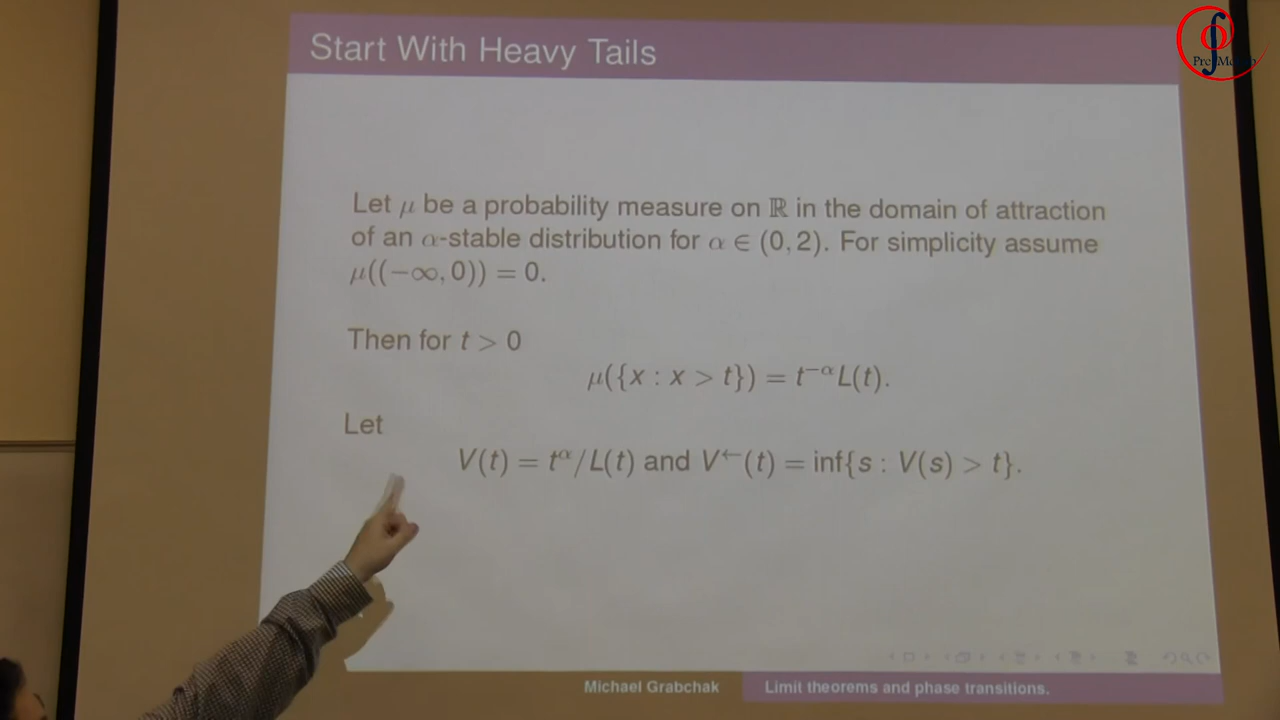 Start With Heavy Tails
Let μ be a probability measure on ℝ in the domain of attraction
of an α-stable distribution for α ∈ (0, 2). For simplicity assume
μ((−∞, 0)) = 0.
Then for t > 0
μ({x : x > t}) = t^{−α}L(t).
Let
V(t) = t^α/L(t) and V^←(t) = inf{s : V(s) > t}.
Michael Grabchak
Limit theorems and phase transitions.